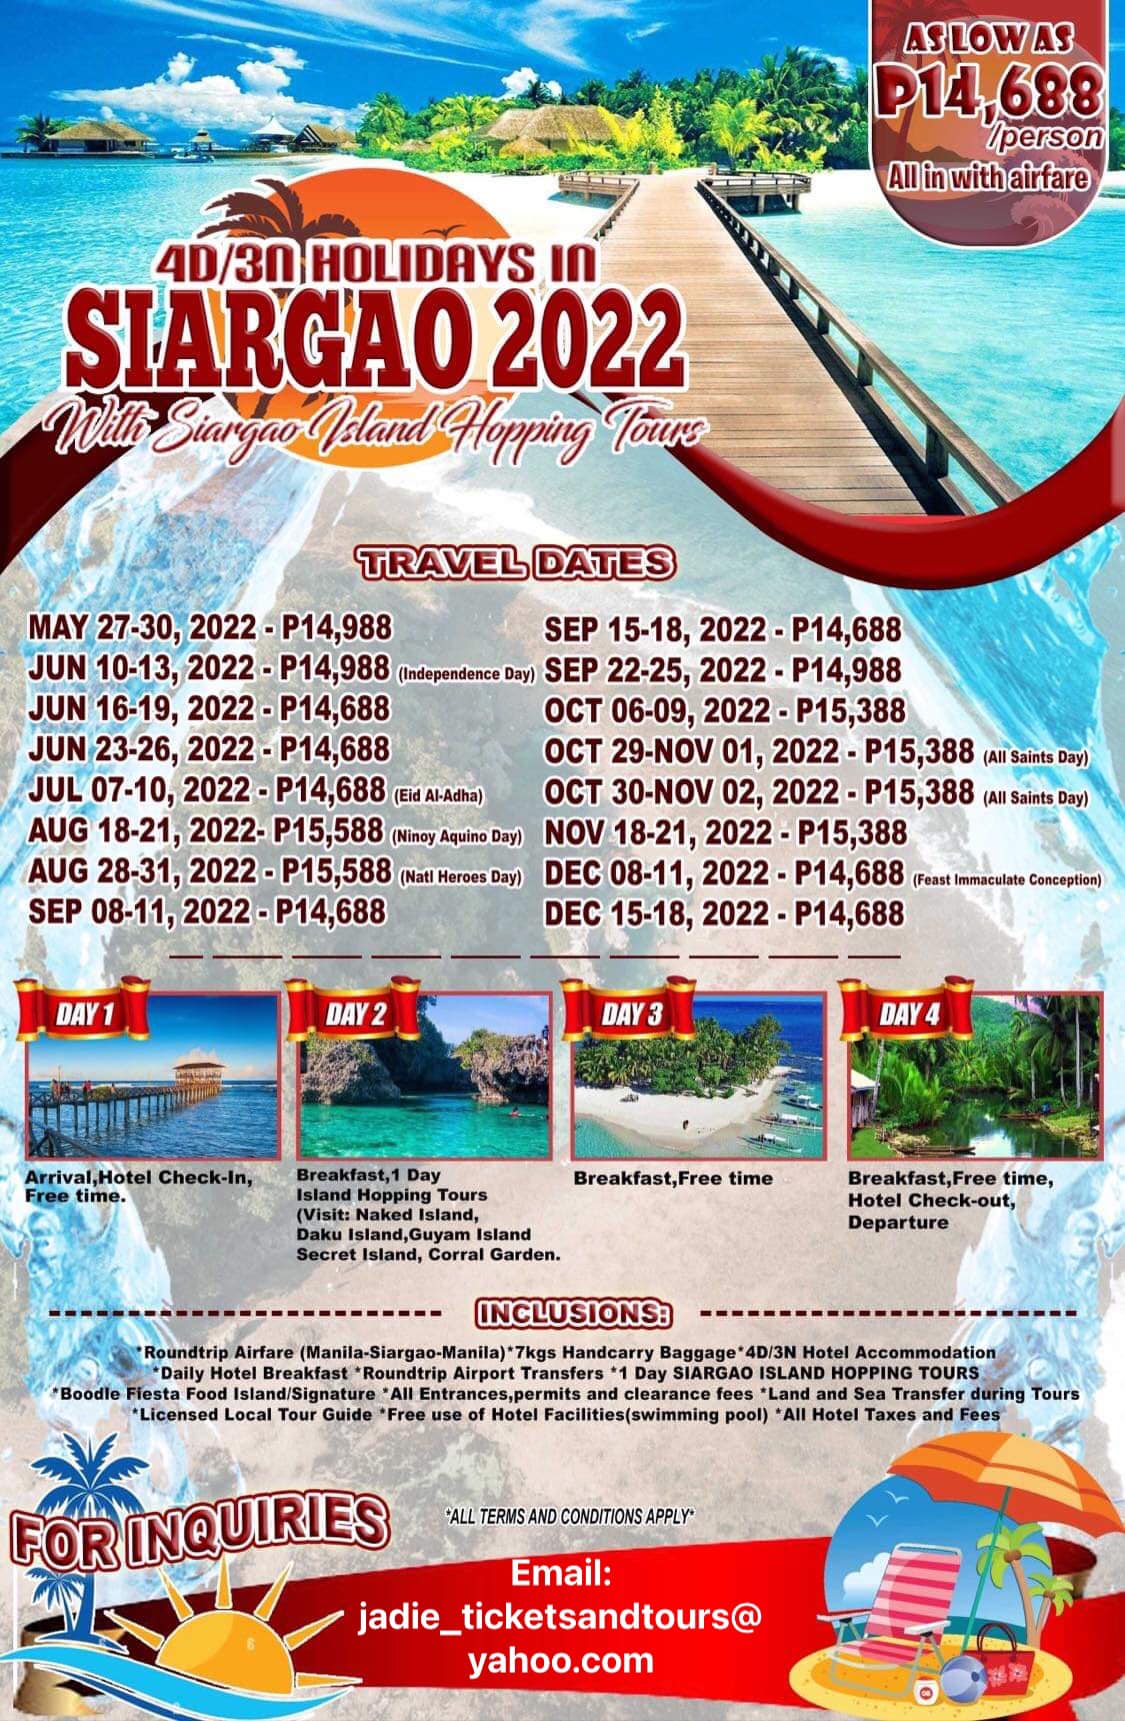 AS LOW AS
P14,688
/person
All in with airfare
4D/3N HOLIDAYS IN
SIARGAO 2022
With Siargao Island Hopping Tours
TRAVEL DATES
MAY 27-30, 2022 - P14,988
JUN 10-13, 2022 - P14,988 (Independence Day)
JUN 16-19, 2022 - P14,688
JUN 23-26, 2022 - P14,688
JUL 07-10, 2022 - P14,688 (Eid Al-Adha)
AUG 18-21, 2022- P15,588 (Ninoy Aquino Day)
AUG 28-31, 2022 - P15,588 (Natl Heroes Day)
SEP 08-11, 2022 - P14,688
SEP 15-18, 2022 - P14,688
SEP 22-25, 2022 - P14,988
OCT 06-09, 2022 - P15,388
OCT 29-NOV 01, 2022 - P15,388 (All Saints Day)
OCT 30-NOV 02, 2022 - P15,388 (All Saints Day)
NOV 18-21, 2022 - P15,388
DEC 08-11, 2022 - P14,688 (Feast Immaculate Conception)
DEC 15-18, 2022 - P14,688
DAY 1
Arrival,Hotel Check-In,
Free time.
DAY 2
Breakfast,1 Day
Island Hopping Tours
(Visit: Naked Island,
Daku Island,Guyam Island
Secret Island, Corral Garden.
DAY 3
Breakfast,Free time
DAY 4
Breakfast,Free time,
Hotel Check-out,
Departure
INCLUSIONS:
*Roundtrip Airfare (Manila-Siargao-Manila)*7kgs Handcarry Baggage*4D/3N Hotel Accommodation
*Daily Hotel Breakfast *Roundtrip Airport Transfers *1 Day SIARGAO ISLAND HOPPING TOURS
*Boodle Fiesta Food Island/Signature *All Entrances,permits and clearance fees *Land and Sea Transfer during Tours
*Licensed Local Tour Guide *Free use of Hotel Facilities(swimming pool) *All Hotel Taxes and Fees
FOR INQUIRIES
*ALL TERMS AND CONDITIONS APPLY*
Email:
jadie_ticketsandtours@
yahoo.com